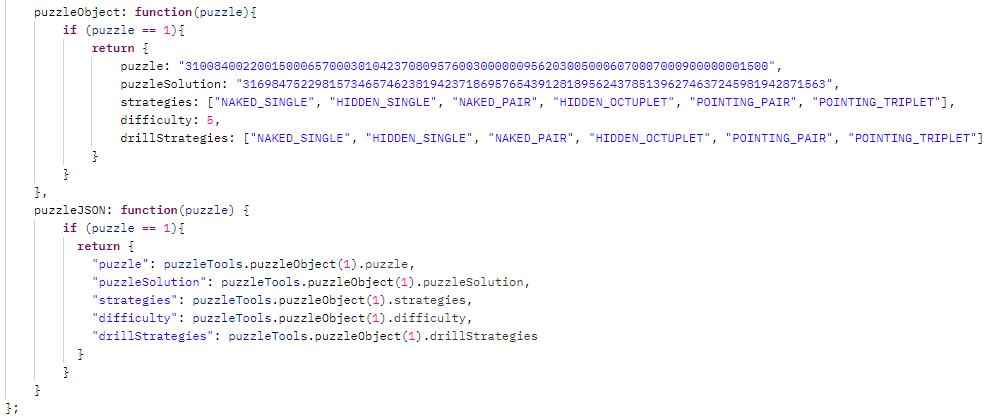 puzzleObject: function(puzzle){
if (puzzle == 1){
return {
puzzle: "310084002200150006570003010423708095760030000009562030050006070007000900000001500",
puzzleSolution: "316984752298157346574623819423718695765439128189562437851396274637245981942871563",
strategies: ["NAKED_SINGLE", "HIDDEN_SINGLE", "NAKED_PAIR", "HIDDEN_OCTUPLET", "POINTING_PAIR", "POINTING_TRIPLET"],
difficulty: 5,
drillStrategies: ["NAKED_SINGLE", "HIDDEN_SINGLE", "NAKED_PAIR", "HIDDEN_OCTUPLET", "POINTING_PAIR", "POINTING_TRIPLET"]
}
}
},
puzzleJSON: function(puzzle) {
if (puzzle == 1){
return {
"puzzle": puzzleTools.puzzleObject(1).puzzle,
"puzzleSolution": puzzleTools.puzzleObject(1).puzzleSolution,
"strategies": puzzleTools.puzzleObject(1).strategies,
"difficulty": puzzleTools.puzzleObject(1).difficulty,
"drillStrategies": puzzleTools.puzzleObject(1).drillStrategies
}
}
}
};